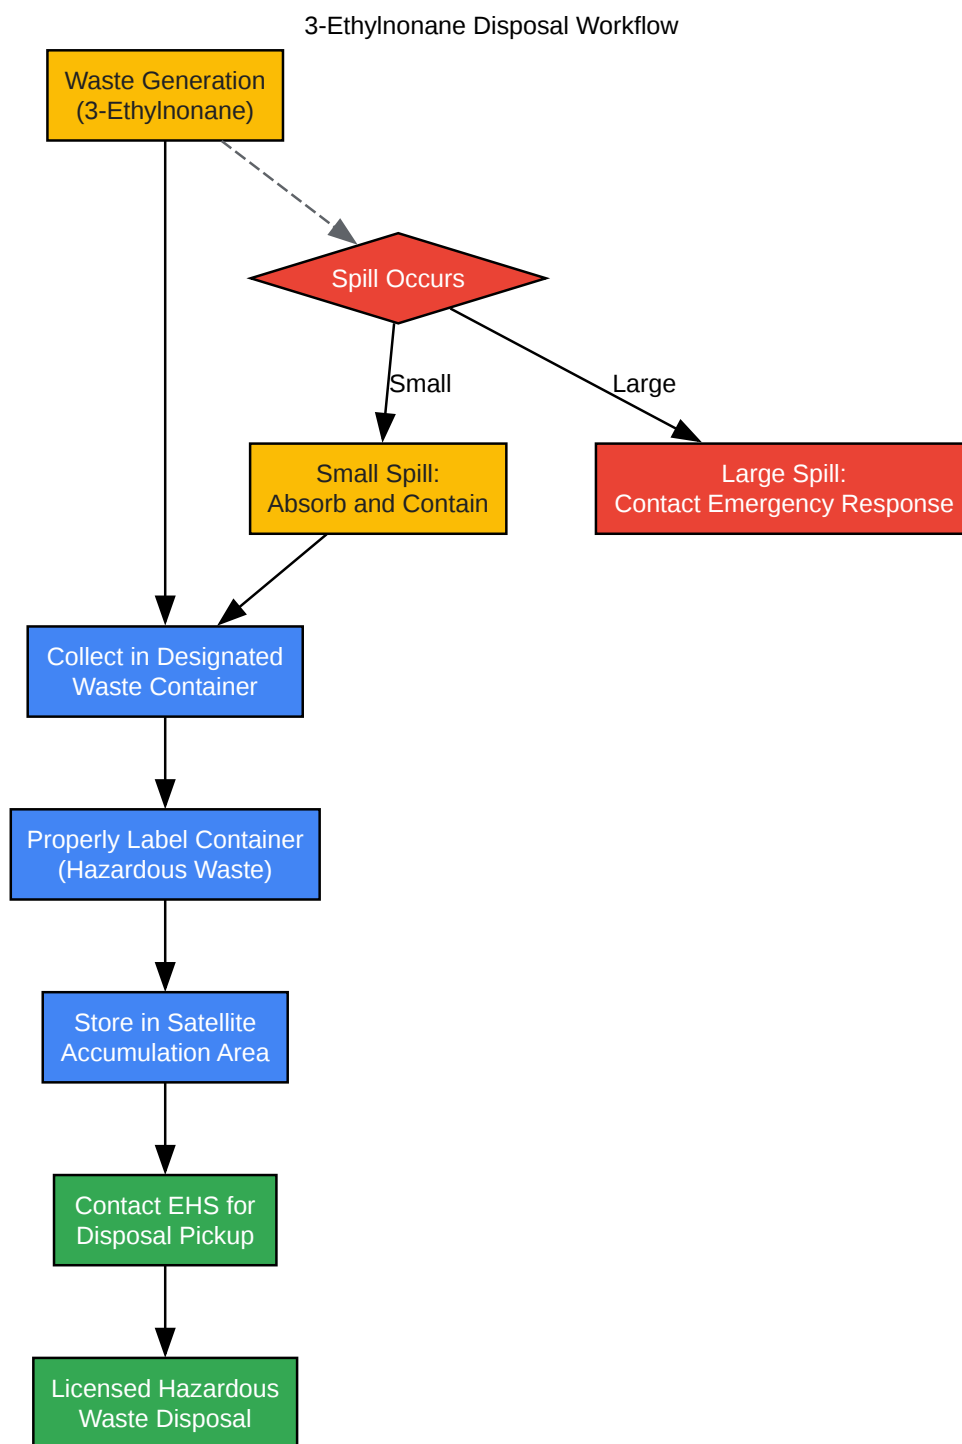 3-Ethylnonane Disposal Workflow
Waste Generation
(3-Ethylnonane)
Spill Occurs
Small
Large
Small Spill:
Absorb and Contain
Large Spill:
Contact Emergency Response
Collect in Designated
Waste Container
Properly Label Container
(Hazardous Waste)
Store in Satellite
Accumulation Area
Contact EHS for
Disposal Pickup
Licensed Hazardous
Waste Disposal